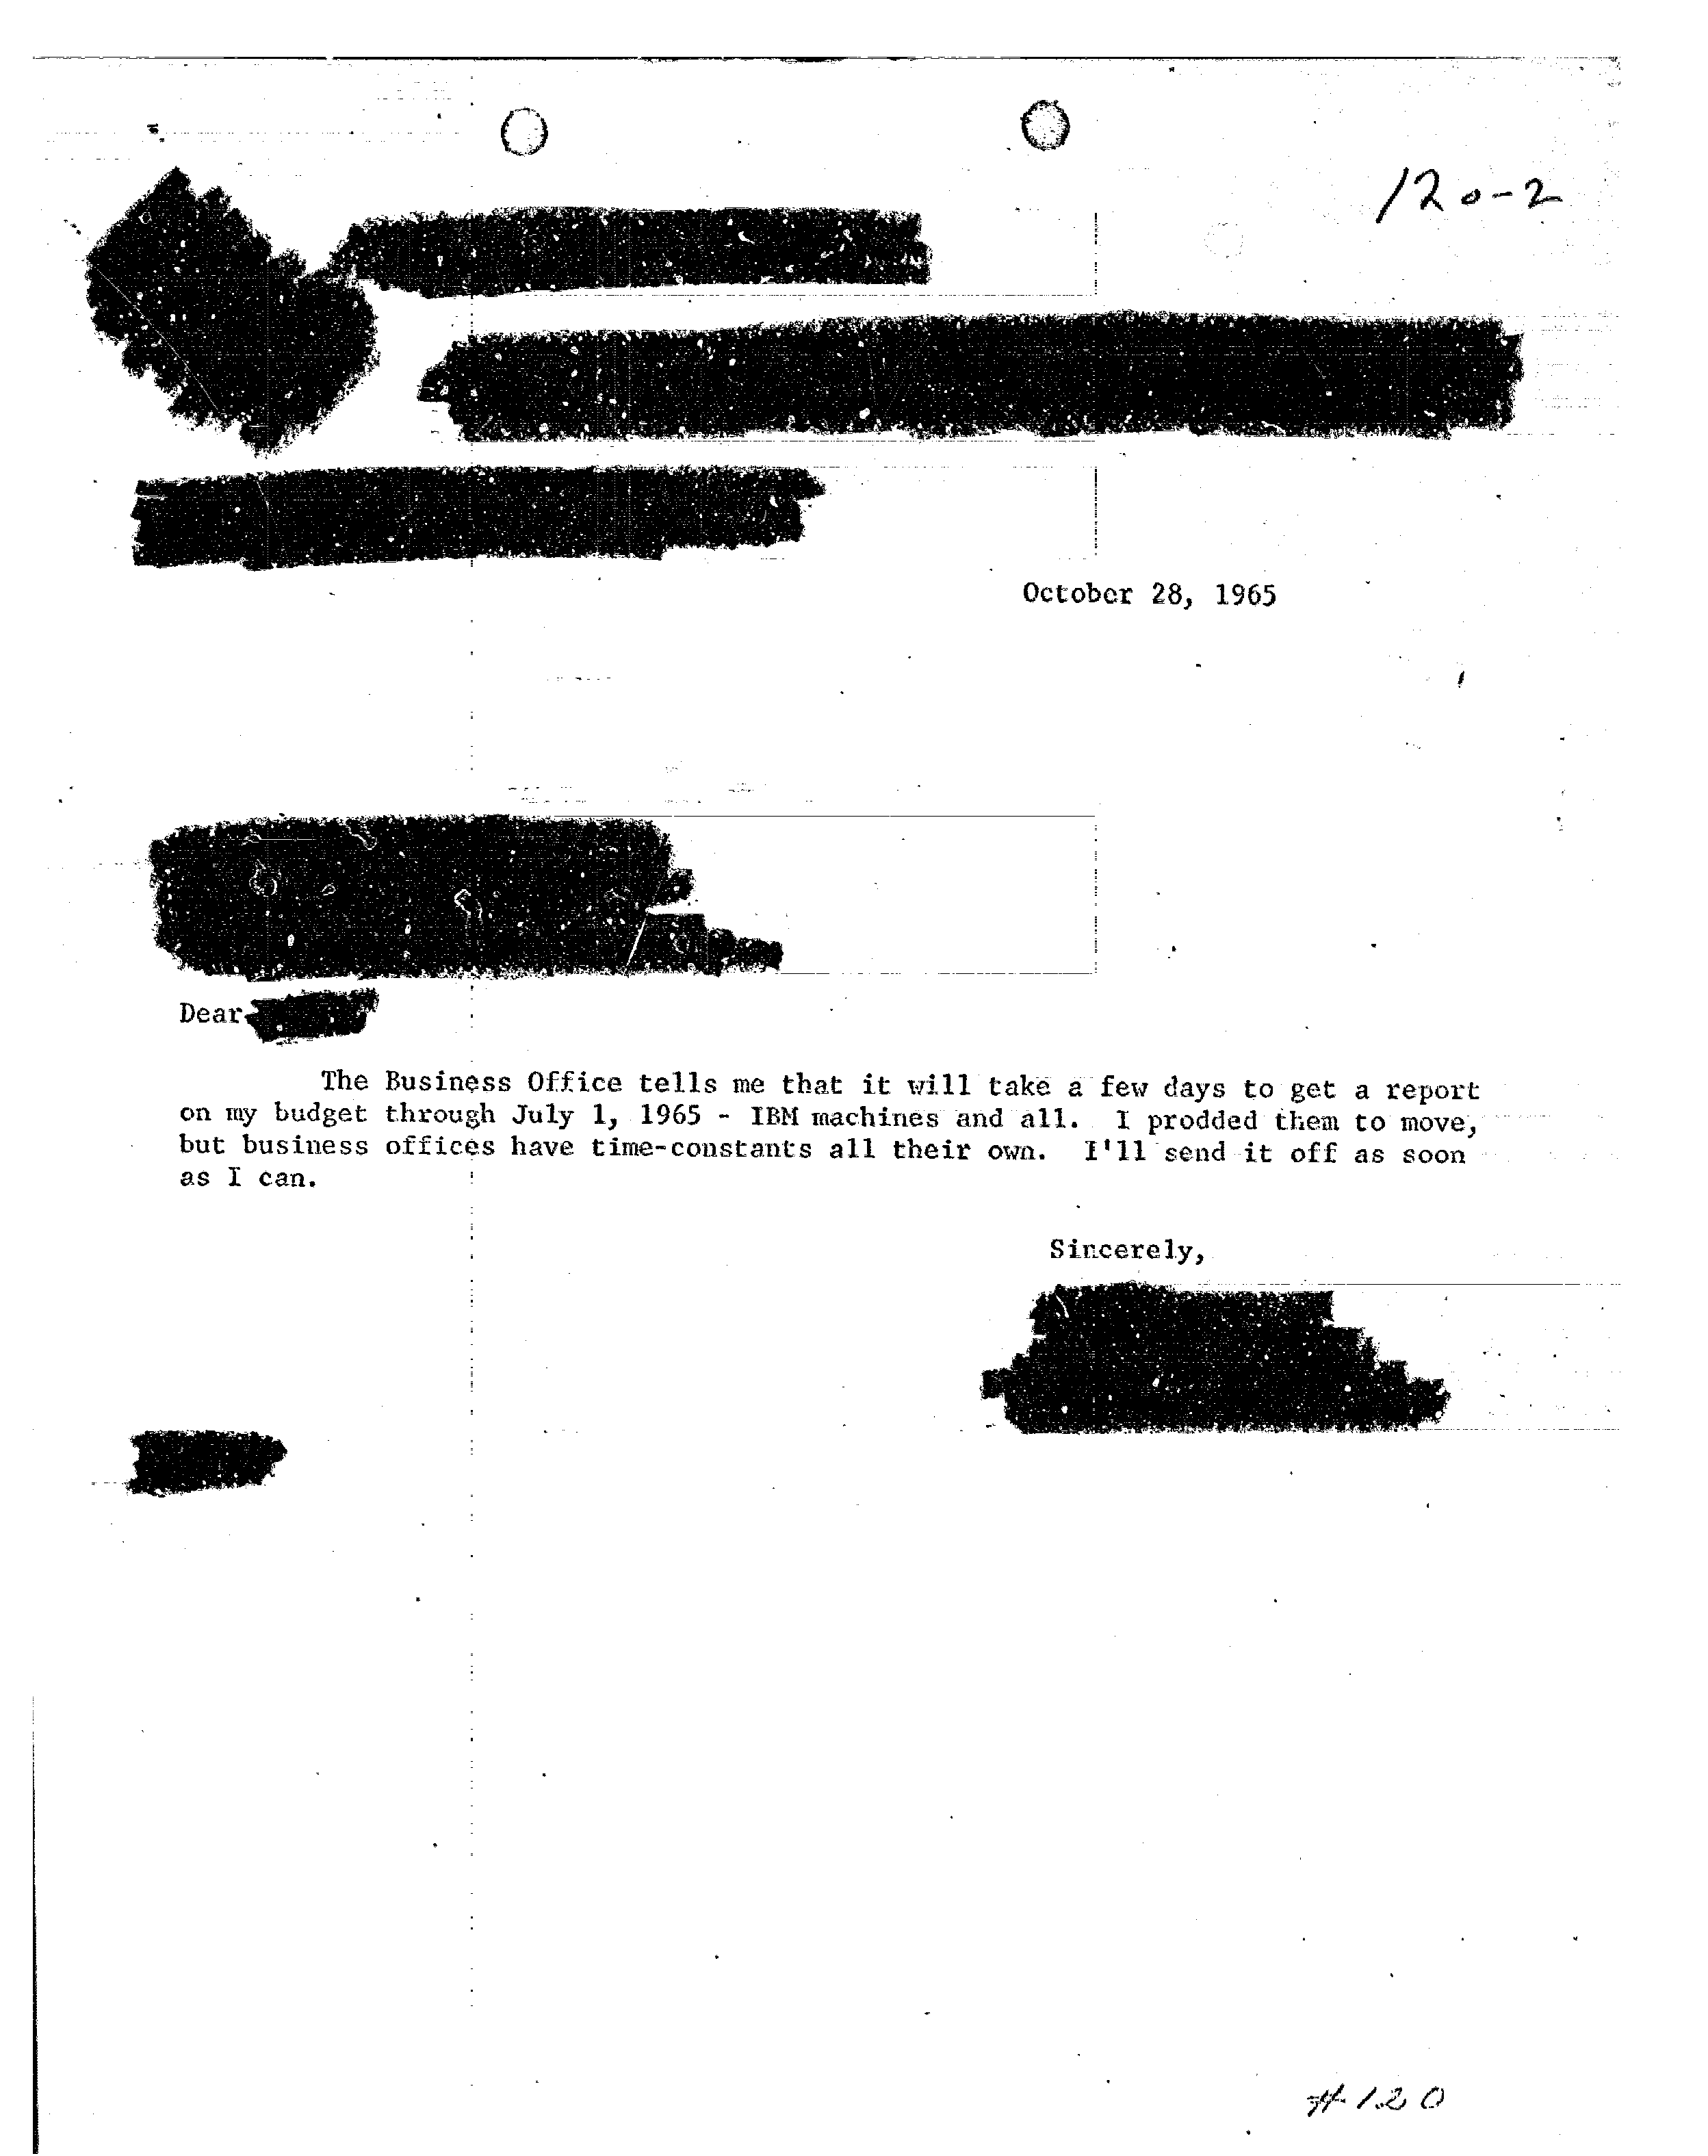 120-2
October 28, 1965
Dear
The Business Office tells me that it will take a few days to get a report
on my budget through July 1, 1965 - IBM machines and all. I prodded them to move,
but business offices have time-constants all their own. I'll send it off as soon
as I can.
Sincerely,
#120